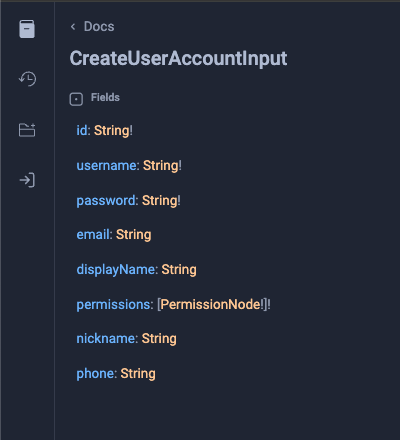 Docs
CreateUserAccountInput
Fields
id: String!
username: String!
password: String!
email: String
displayName: String
permissions: [PermissionNode!]!
nickname: String
phone: String